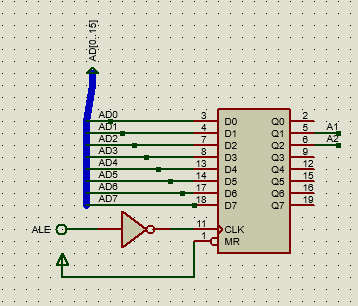 AD[0..15]
AD0 3 D0 Q0 2
AD1 4 D1 Q1 5 A1
AD2 7 D2 Q2 6 A2
AD3 8 D3 Q3 9
AD4 13 D4 Q4 12
AD5 14 D5 Q5 15
AD6 17 D6 Q6 16
AD7 18 D7 Q7 19
ALE 11 CLK
1 MR